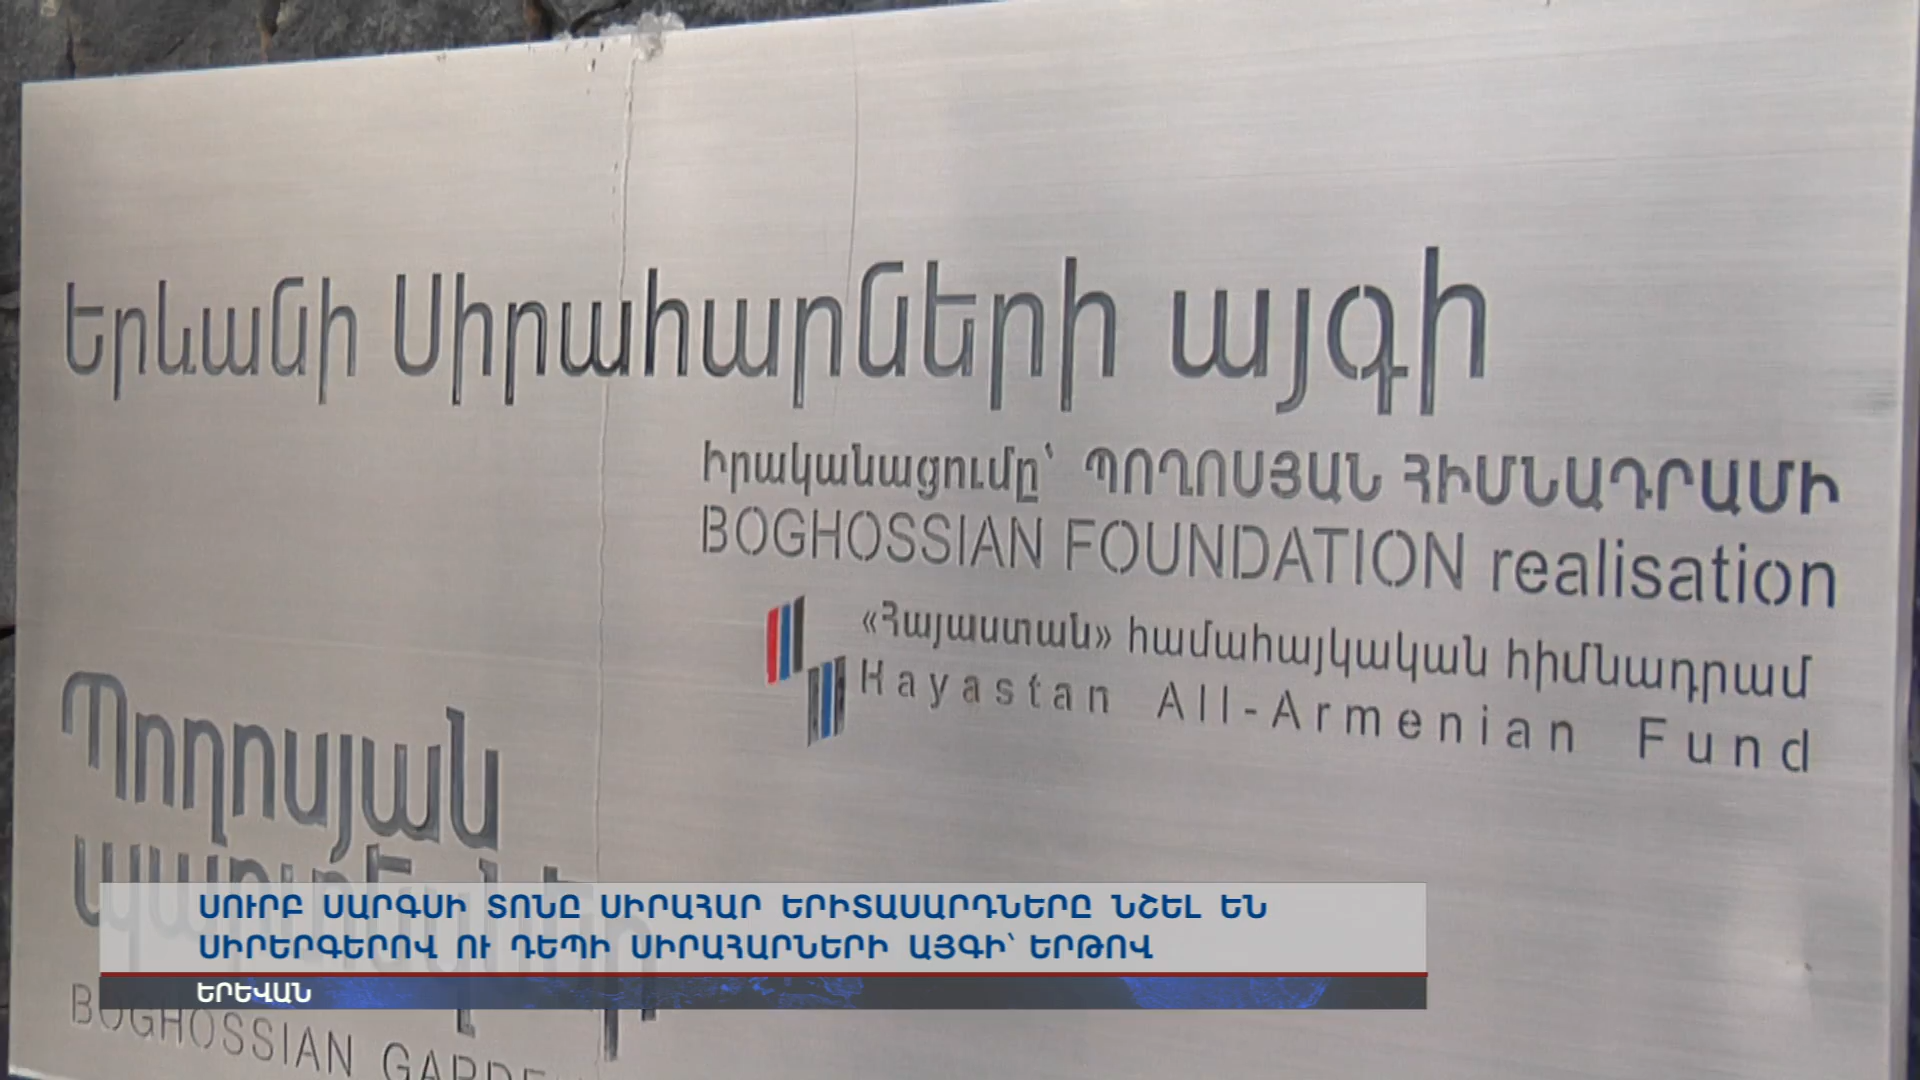 Երևանի Սիրահարների այգի
իրականացումը՝ ՊՈՂՈՍՅԱՆ ՀԻՄՆԱԴՐԱՄԻ
BOGHOSSIAN FOUNDATION realisation
«Հայաստան» համահայկական հիմնադրամ
Hayastan All-Armenian Fund
Պողոսյան
ՍՈՒՐԲ ՍԱՐԳՍԻ ՏՈՆԸ ՍԻՐԱՀԱՐ ԵՐԻՏԱՍԱՐԴՆԵՐԸ ՆՇԵԼ ԵՆ
ՍԻՐԵՐԳԵՐՈՎ ՈՒ ԴԵՊԻ ՍԻՐԱՀԱՐՆԵՐԻ ԱՅԳԻ՝ ԵՐԹՈՎ
ԵՐԵՎԱՆ
BOGHOSSIAN